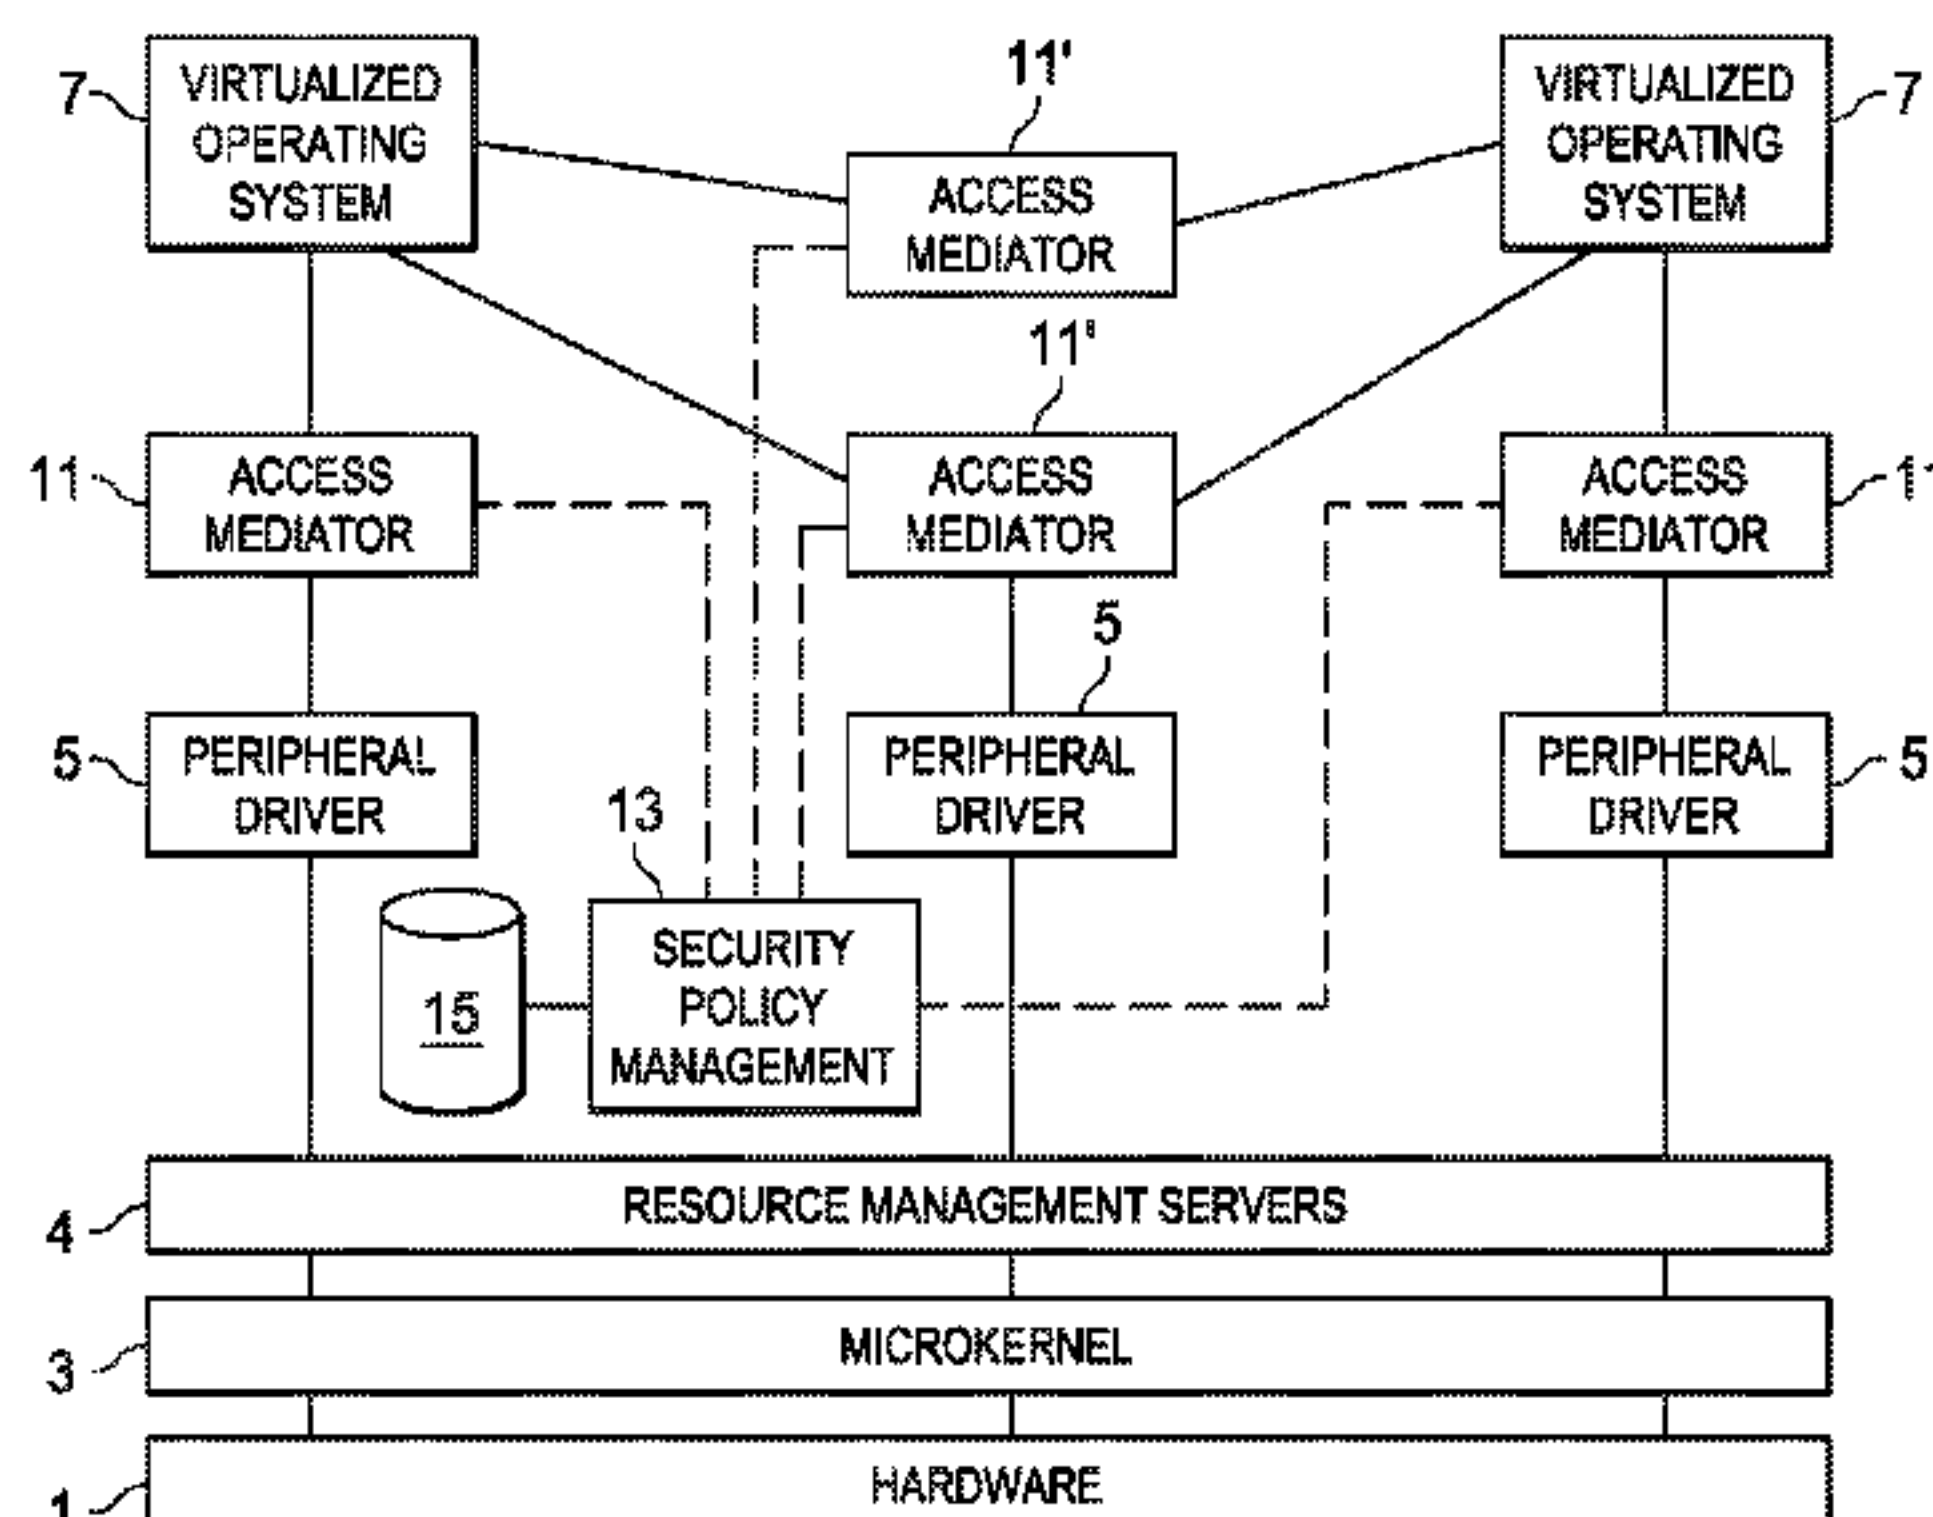 11'
7
VIRTUALIZED
OPERATING
SYSTEM
VIRTUALIZED
OPERATING
SYSTEM
7
ACCESS
MEDIATOR
11'
11
ACCESS
MEDIATOR
ACCESS
MEDIATOR
ACCESS
MEDIATOR
5
5
PERIPHERAL
DRIVER
PERIPHERAL
DRIVER
PERIPHERAL
DRIVER
5
13
15
SECURITY
POLICY
MANAGEMENT
4
RESOURCE MANAGEMENT SERVERS
3
MICROKERNEL
1
HARDWARE